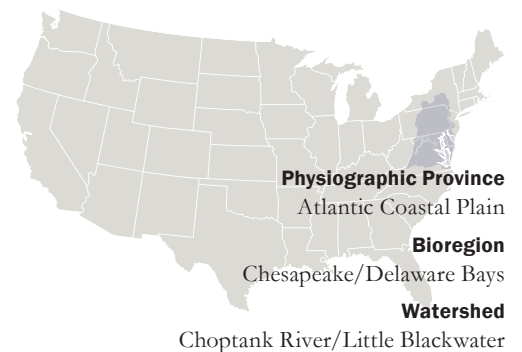 Physiographic Province
Atlantic Coastal Plain
Bioregion
Chesapeake/Delaware Bays
Watershed
Choptank River/Little Blackwater